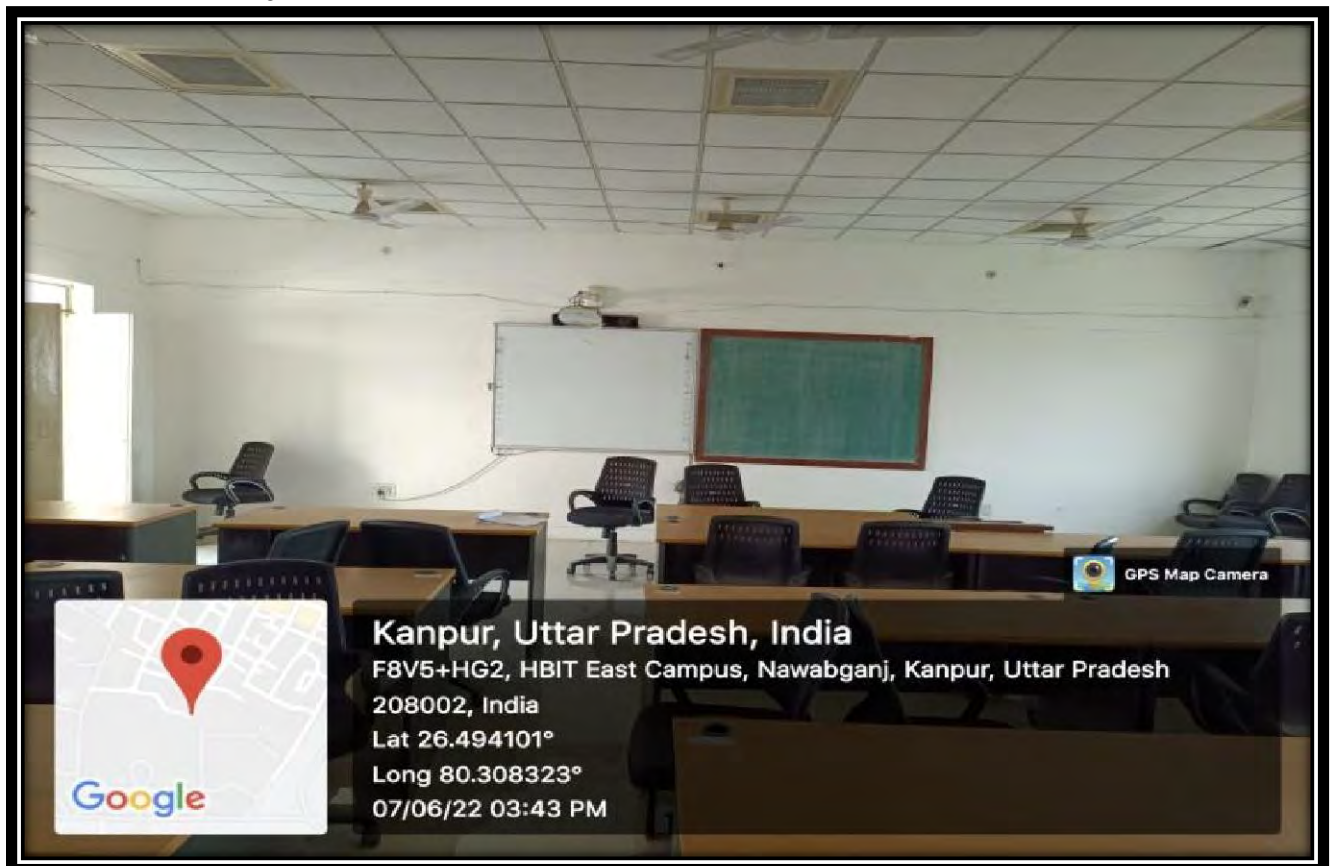 GPS Map Camera
Kanpur, Uttar Pradesh, India
F8V5+HG2, HBIT East Campus, Nawabganj, Kanpur, Uttar Pradesh
208002, India
Lat 26.494101°
Long 80.308323°
07/06/22 03:43 PM
Google